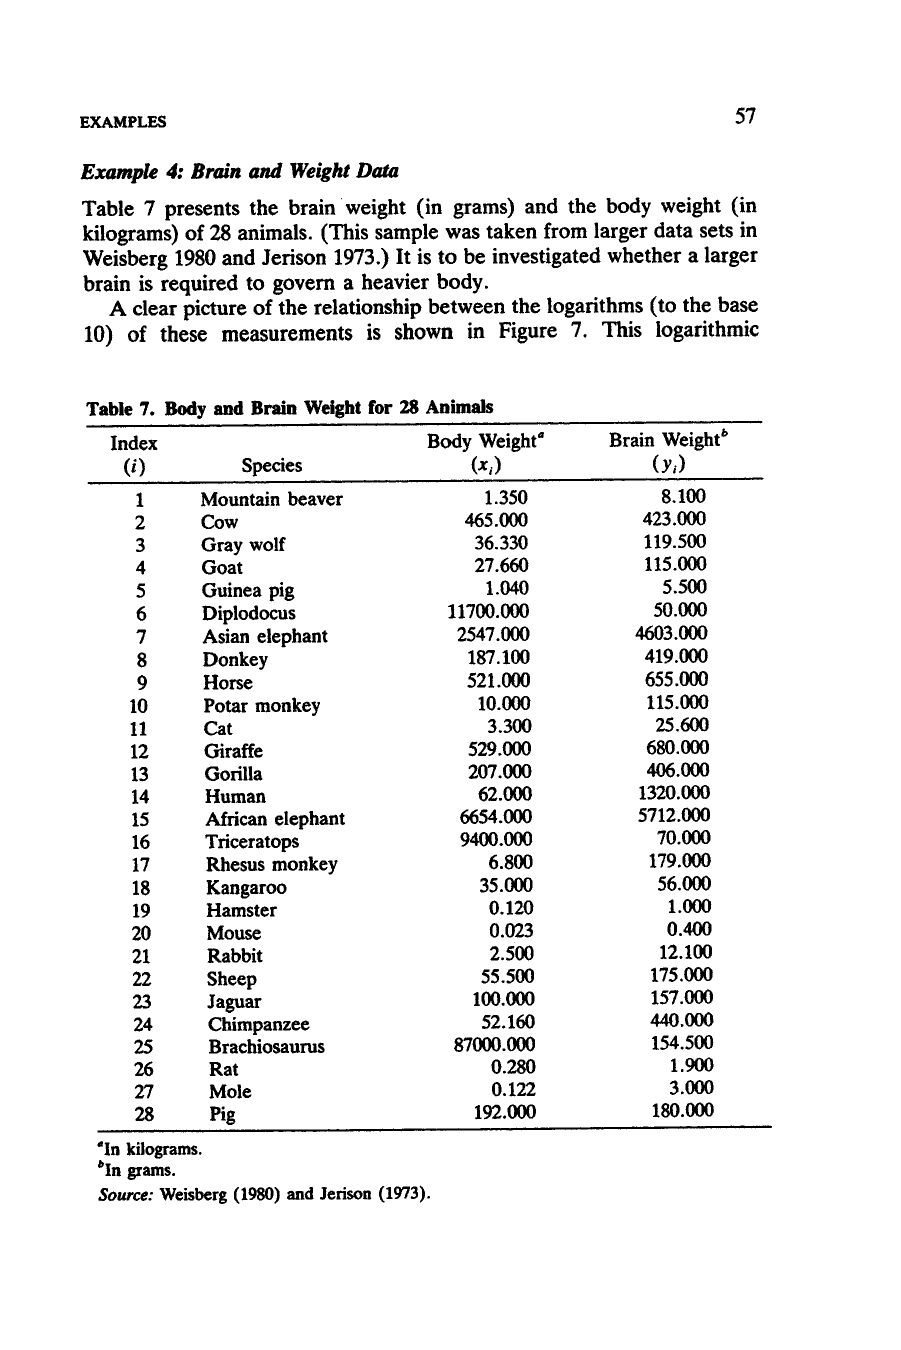 EXAMPLES 57
Example 4: Brain and Weight Data
Table 7 presents the brain weight (in grams) and the body weight (in
kilograms) of 28 animals. (This sample was taken from larger data sets in
Weisberg 1980 and Jerison 1973.) It is to be investigated whether a larger
brain is required to govern a heavier body.
A clear picture of the relationship between the logarithms (to the base
10) of these measurements is shown in Figure 7. This logarithmic
Table 7. Body and Brain Weight for 28 Animals
Index Body Weightᵃ Brain Weightᵇ
(i) Species (xᵢ) (yᵢ)
1 Mountain beaver 1.350 8.100
2 Cow 465.000 423.000
3 Gray wolf 36.330 119.500
4 Goat 27.660 115.000
5 Guinea pig 1.040 5.500
6 Diplodocus 11700.000 50.000
7 Asian elephant 2547.000 4603.000
8 Donkey 187.100 419.000
9 Horse 521.000 655.000
10 Potar monkey 10.000 115.000
11 Cat 3.300 25.600
12 Giraffe 529.000 680.000
13 Gorilla 207.000 406.000
14 Human 62.000 1320.000
15 African elephant 6654.000 5712.000
16 Triceratops 9400.000 70.000
17 Rhesus monkey 6.800 179.000
18 Kangaroo 35.000 56.000
19 Hamster 0.120 1.000
20 Mouse 0.023 0.400
21 Rabbit 2.500 12.100
22 Sheep 55.500 175.000
23 Jaguar 100.000 157.000
24 Chimpanzee 52.160 440.000
25 Brachiosaurus 87000.000 154.500
26 Rat 0.280 1.900
27 Mole 0.122 3.000
28 Pig 192.000 180.000
ᵃIn kilograms.
ᵇIn grams.
Source: Weisberg (1980) and Jerison (1973).